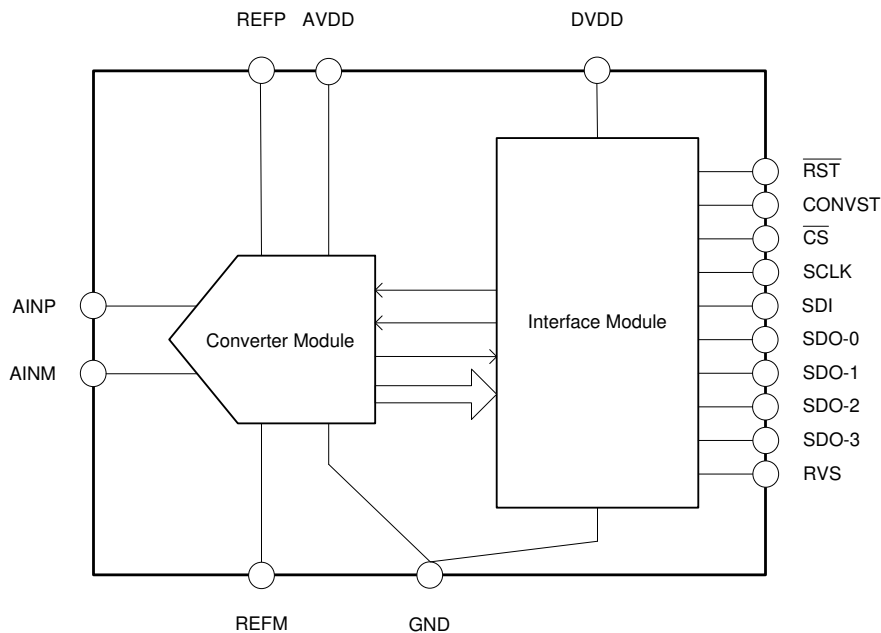 REFP AVDD DVDD
RST
CONVST
CS
SCLK
AINP
SDI
Converter Module
Interface Module
SDO-0
AINM
SDO-1
SDO-2
SDO-3
RVS
REFM GND